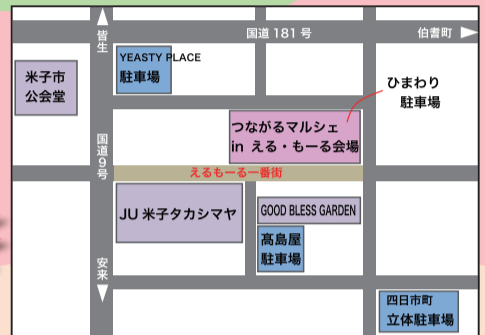 国道181号
伯耆町
皆生
YEASTY PLACE
駐車場
米子市
公会堂
ひまわり
駐車場
つながるマルシェ
in える・もーる会場
国道9号
えるもーる一番街
JU 米子タカシマヤ
GOOD BLESS GARDEN
髙島屋
駐車場
安来
四日市町
立体駐車場